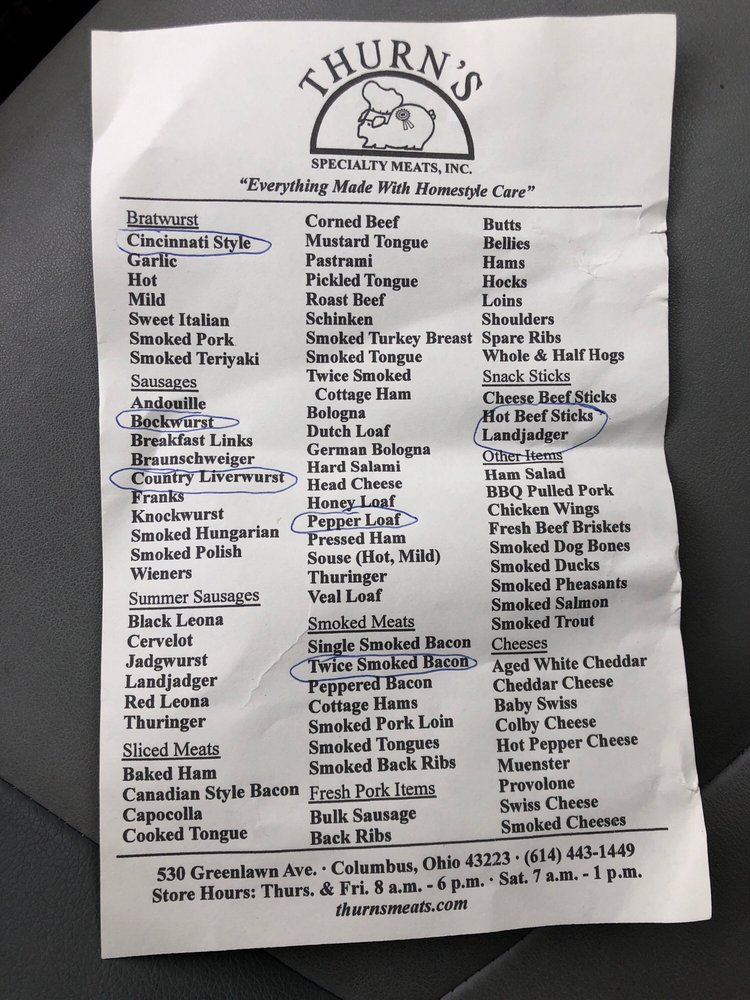 THURN'S
SPECIALTY MEATS, INC.
"Everything Made With Homestyle Care"
Bratwurst
Cincinnati Style
Garlic
Hot
Mild
Sweet Italian
Smoked Pork
Smoked Teriyaki
Sausages
Andouille
Bockwurst
Breakfast Links
Braunschweiger
Country Liverwurst
Franks
Knockwurst
Smoked Hungarian
Smoked Polish
Wieners
Summer Sausages
Black Leona
Cervelot
Jadgwurst
Landjadger
Red Leona
Thuringer
Sliced Meats
Baked Ham
Canadian Style Bacon
Capocolla
Cooked Tongue
Corned Beef
Mustard Tongue
Pastrami
Pickled Tongue
Roast Beef
Schinken
Smoked Turkey Breast
Smoked Tongue
Twice Smoked
Cottage Ham
Bologna
Dutch Loaf
German Bologna
Hard Salami
Head Cheese
Honey Loaf
Pepper Loaf
Pressed Ham
Souse (Hot, Mild)
Thuringer
Veal Loaf
Smoked Meats
Single Smoked Bacon
Twice Smoked Bacon
Peppered Bacon
Cottage Hams
Smoked Pork Loin
Smoked Tongues
Smoked Back Ribs
Fresh Pork Items
Bulk Sausage
Back Ribs
Butts
Bellies
Hams
Hocks
Loins
Shoulders
Spare Ribs
Whole & Half Hogs
Snack Sticks
Cheese Beef Sticks
Hot Beef Sticks
Landjadger
Other Items
Ham Salad
BBQ Pulled Pork
Chicken Wings
Fresh Beef Briskets
Smoked Dog Bones
Smoked Ducks
Smoked Pheasants
Smoked Salmon
Smoked Trout
Cheeses
Aged White Cheddar
Cheddar Cheese
Baby Swiss
Colby Cheese
Hot Pepper Cheese
Muenster
Provolone
Swiss Cheese
Smoked Cheeses
530 Greenlawn Ave. · Columbus, Ohio 43223 · (614) 443-1449
Store Hours: Thurs. & Fri. 8 a.m. - 6 p.m. · Sat. 7 a.m. - 1 p.m.
thurnsmeats.com